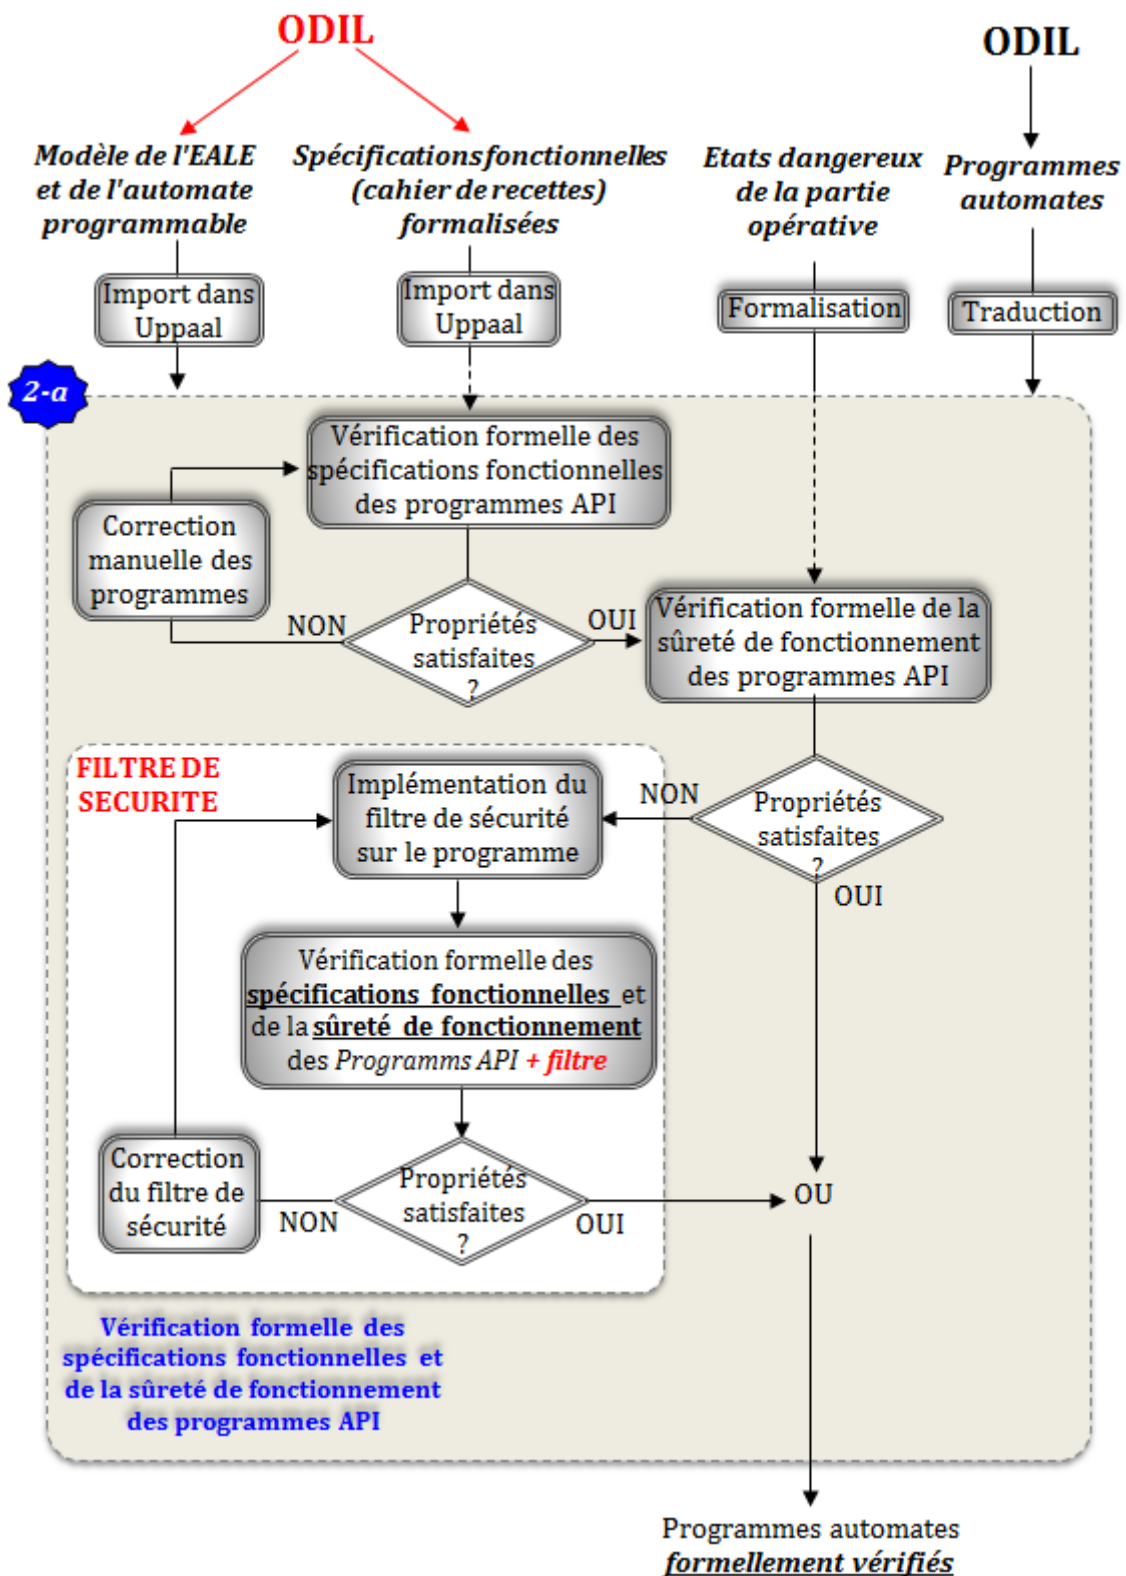 ODIL
ODIL
Modèle de l'EALE
et de l'automate
programmable
Spécifications fonctionnelles
(cahier de recettes)
formalisées
Etats dangereux
de la partie
opérative
Programmes
automates
Import dans
Uppaal
Import dans
Uppaal
Formalisation
Traduction
2-a
Vérification formelle des
spécifications fonctionnelles
des programmes API
Correction
manuelle des
programmes
NON
Propriétés
satisfaites
?
OUI
Vérification formelle de la
sûreté de fonctionnement
des programmes API
FILTRE DE
SECURITE
Implémentation du
filtre de sécurité
sur le programme
NON
Propriétés
satisfaites
?
OUI
Vérification formelle des
spécifications fonctionnelles et
de la sûreté de fonctionnement
des Programms API + filtre
Correction
du filtre de
sécurité
NON
Propriétés
satisfaites
?
OUI
OU
Vérification formelle des
spécifications fonctionnelles et
de la sûreté de fonctionnement
des programmes API
Programmes automates
formellement vérifiés